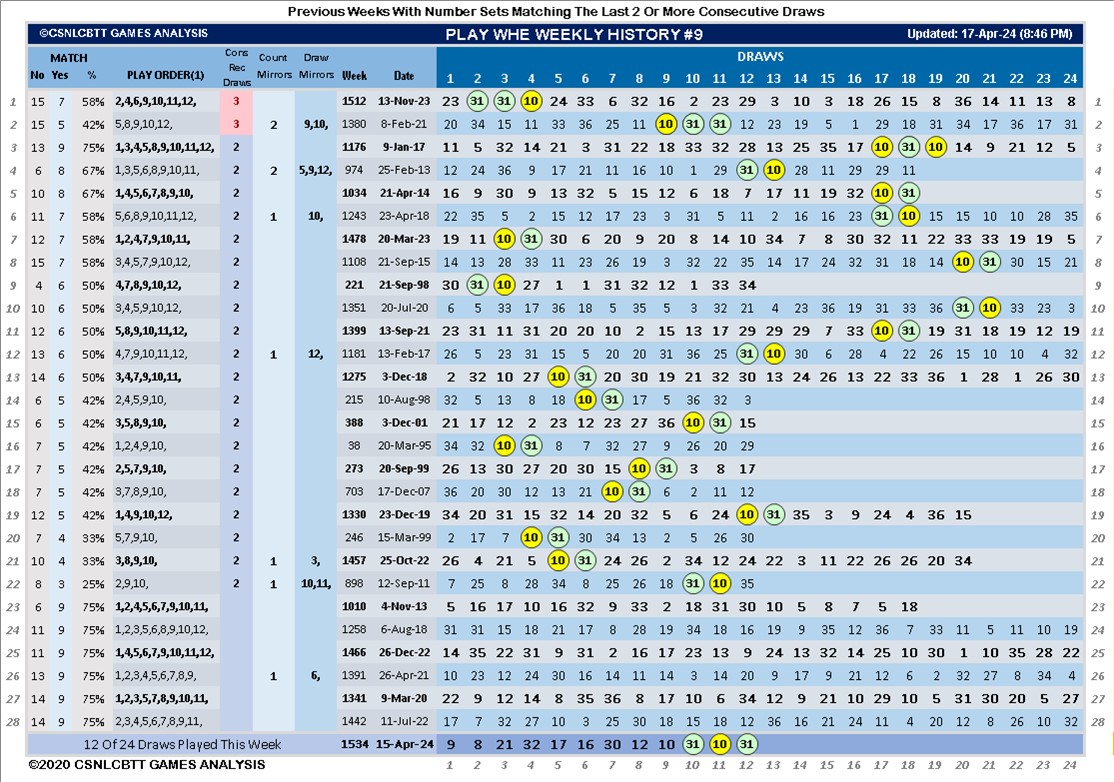 Previous Weeks With Number Sets Matching The Last 2 Or More Consecutive Draws
©CSNLCBTT GAMES ANALYSIS PLAY WHE WEEKLY HISTORY #9 Updated: 17-Apr-24 (8:46 PM)
MATCH Cons Rec Draws Count Mirrors Draw Mirrors DRAWS
No Yes % PLAY ORDER(1) Week Date 1 2 3 4 5 6 7 8 9 10 11 12 13 14 15 16 17 18 19 20 21 22 23 24
1 15 7 58% 2,4,6,9,10,11,12, 3 1512 13-Nov-23 23 31 31 10 24 33 6 32 16 2 23 29 3 10 3 18 26 15 8 36 14 11 13 8 1
2 15 5 42% 5,8,9,10,12, 3 2 9,10, 1380 8-Feb-21 20 34 15 11 33 36 25 11 10 31 31 12 23 19 5 1 29 18 31 34 17 36 17 31 2
3 13 9 75% 1,3,4,5,8,9,10,11,12, 2 1176 9-Jan-17 11 5 32 14 21 3 31 22 18 33 32 28 13 25 35 17 10 31 10 14 9 21 12 5 3
4 6 8 67% 1,3,5,6,8,9,10,12, 2 2 5,9,12, 974 25-Feb-13 12 24 36 9 17 21 11 16 10 1 29 31 10 28 11 29 29 11 4
5 10 8 67% 1,4,5,6,7,8,9,10, 2 1034 21-Apr-14 16 9 30 9 13 32 5 15 12 6 18 7 17 11 19 32 10 31 5
6 11 7 58% 5,6,8,9,10,11,12, 2 1 10, 1243 23-Apr-18 22 35 5 2 15 12 17 23 3 31 5 11 2 16 16 23 31 10 15 15 10 10 28 35 6
7 12 7 58% 1,2,4,7,9,10,11, 2 1478 20-Mar-23 19 11 10 31 30 6 20 9 20 8 14 10 34 7 8 30 32 11 22 33 33 19 19 5 7
8 15 7 58% 3,4,5,7,9,10,12, 2 1108 21-Sep-15 14 13 28 33 11 23 26 19 3 32 22 35 14 17 24 32 31 18 14 10 31 30 15 21 8
9 4 6 50% 4,7,8,9,10,12, 2 221 21-Sep-98 30 31 10 27 1 1 31 32 12 1 33 34 9
10 13 6 50% 3,4,5,9,10,12, 2 1351 20-Jul-20 6 5 33 17 36 18 5 35 5 3 32 21 4 23 36 19 31 33 36 31 10 33 23 3 10
11 12 6 50% 5,8,9,10,11,12, 2 1399 13-Sep-21 23 31 11 31 20 20 10 2 15 13 17 29 29 29 7 33 10 31 19 31 18 19 12 19 11
12 13 6 50% 4,7,9,10,11,12, 2 1 12, 1181 13-Feb-17 26 5 23 31 15 5 20 20 31 36 25 31 10 30 6 28 4 22 26 15 10 10 4 32 12
13 14 6 50% 3,4,7,9,10,11, 2 1275 3-Dec-18 2 32 10 27 10 31 20 30 19 21 32 30 13 24 26 13 22 33 36 1 28 1 26 30 13
14 6 5 42% 2,4,5,9,10, 2 215 10-Aug-98 32 5 13 8 18 10 31 17 5 36 32 3 14
15 6 5 42% 3,5,8,9,10, 2 388 3-Dec-01 21 17 12 2 23 12 23 27 36 10 31 15 15
16 7 5 42% 1,2,4,9,10, 2 38 20-Mar-95 34 32 10 31 8 7 32 27 9 26 20 29 16
17 7 5 42% 2,5,7,9,10, 2 273 20-Sep-99 26 13 30 27 20 30 15 10 31 3 8 17 17
18 7 5 42% 3,7,8,9,10, 2 703 17-Dec-07 36 20 30 12 13 21 10 31 6 2 11 12 18
19 12 5 42% 1,4,9,10,12, 2 1330 23-Dec-19 34 20 31 15 32 14 20 32 5 6 24 10 31 35 3 9 24 4 36 15 19
20 7 4 33% 5,7,9,10, 2 246 15-Mar-99 2 17 7 10 31 30 34 13 2 5 26 30 20
21 10 4 33% 3,8,9,10, 2 1 3, 1457 25-Oct-22 26 4 21 5 10 31 24 26 2 34 12 24 22 3 11 22 26 26 20 34 21
22 8 3 25% 2,9,10, 2 1 10,11, 898 12-Sep-11 7 25 8 28 34 8 25 26 18 31 10 35 22
23 6 9 75% 1,2,4,5,6,7,9,10,11, 1010 4-Nov-13 5 16 17 10 16 32 9 33 2 18 31 30 10 5 8 7 5 18 23
24 11 9 75% 1,2,3,5,6,8,9,10,12, 1258 6-Aug-18 31 31 15 18 21 17 8 28 19 34 18 16 19 9 35 12 36 7 33 11 5 11 10 19 24
25 11 9 75% 1,4,5,6,7,9,10,11,12, 1466 26-Dec-22 14 35 22 31 9 31 2 16 17 23 13 9 24 13 32 14 25 10 30 1 10 35 28 22 25
26 13 9 75% 1,2,3,4,5,6,7,8,9, 1 6, 1391 26-Apr-21 10 23 12 24 30 16 14 11 14 3 14 20 9 17 9 21 12 6 2 32 27 8 34 4 26
27 14 9 75% 1,2,3,5,7,8,9,10,11, 1341 9-Mar-20 22 9 12 14 8 35 36 8 17 10 6 34 12 9 21 10 29 10 5 31 30 20 5 27 27
28 14 9 75% 2,3,4,5,6,7,8,9,11, 1442 11-Jul-22 17 7 32 27 10 3 25 30 18 15 18 12 36 16 21 24 11 4 20 12 8 26 10 32 28
12 Of 24 Draws Played This Week 1534 15-Apr-24 9 8 21 32 17 16 30 12 10 31 10 31
©2020 CSNLCBTT GAMES ANALYSIS 1 2 3 4 5 6 7 8 9 10 11 12 13 14 15 16 17 18 19 20 21 22 23 24